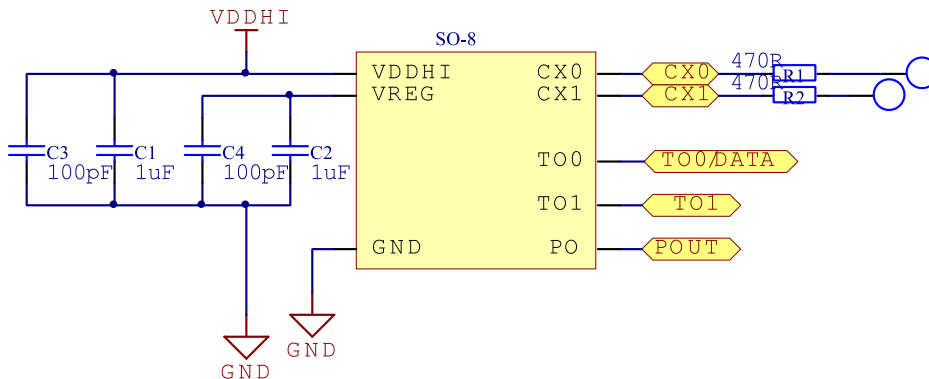 VDDHI
SO-8
VDDHI
CX0
CX0
470R
R1
VREG
CX1
CX1
470R
R2
C3
100pF
C1
1uF
C4
100pF
C2
1uF
TO0
TO0/DATA
TO1
TO1
GND
PO
POUT
GND
GND